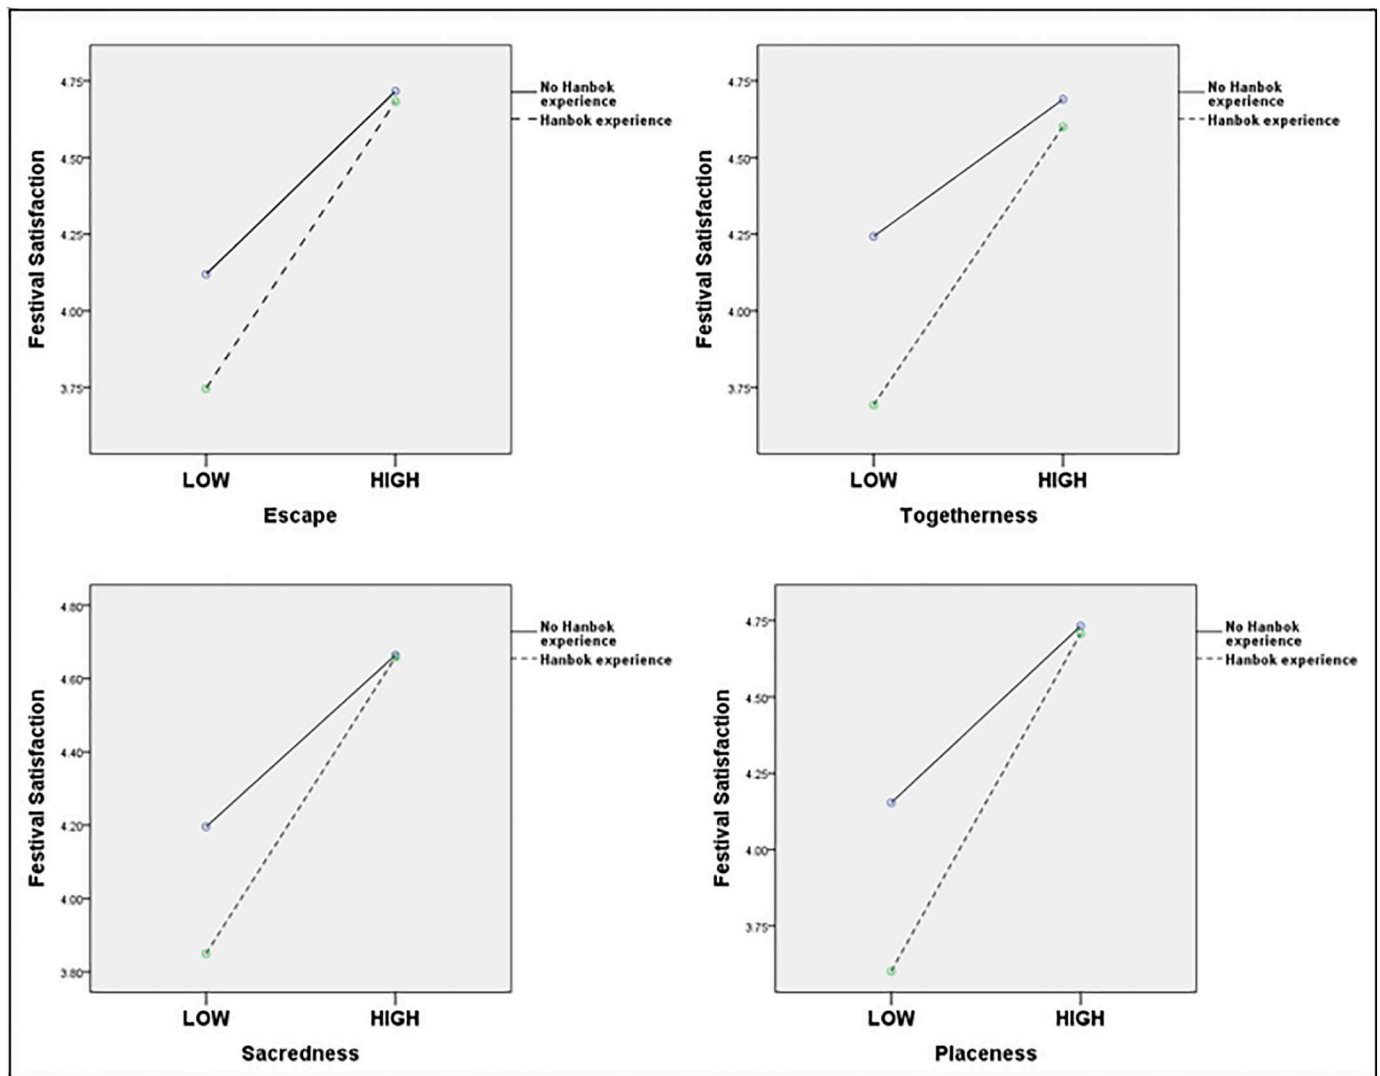 4.75
4.50
4.25
4.00
3.75
Festival Satisfaction
LOW HIGH
Escape
No Hanbok
experience
Hanbok experience
4.75
4.50
4.25
4.00
3.75
Festival Satisfaction
LOW HIGH
Togetherness
No Hanbok
experience
Hanbok experience
4.80
4.60
4.40
4.20
4.00
3.80
Festival Satisfaction
LOW HIGH
Sacredness
No Hanbok
experience
Hanbok experience
4.75
4.50
4.25
4.00
3.75
Festival Satisfaction
LOW HIGH
Placeness
No Hanbok
experience
Hanbok experience